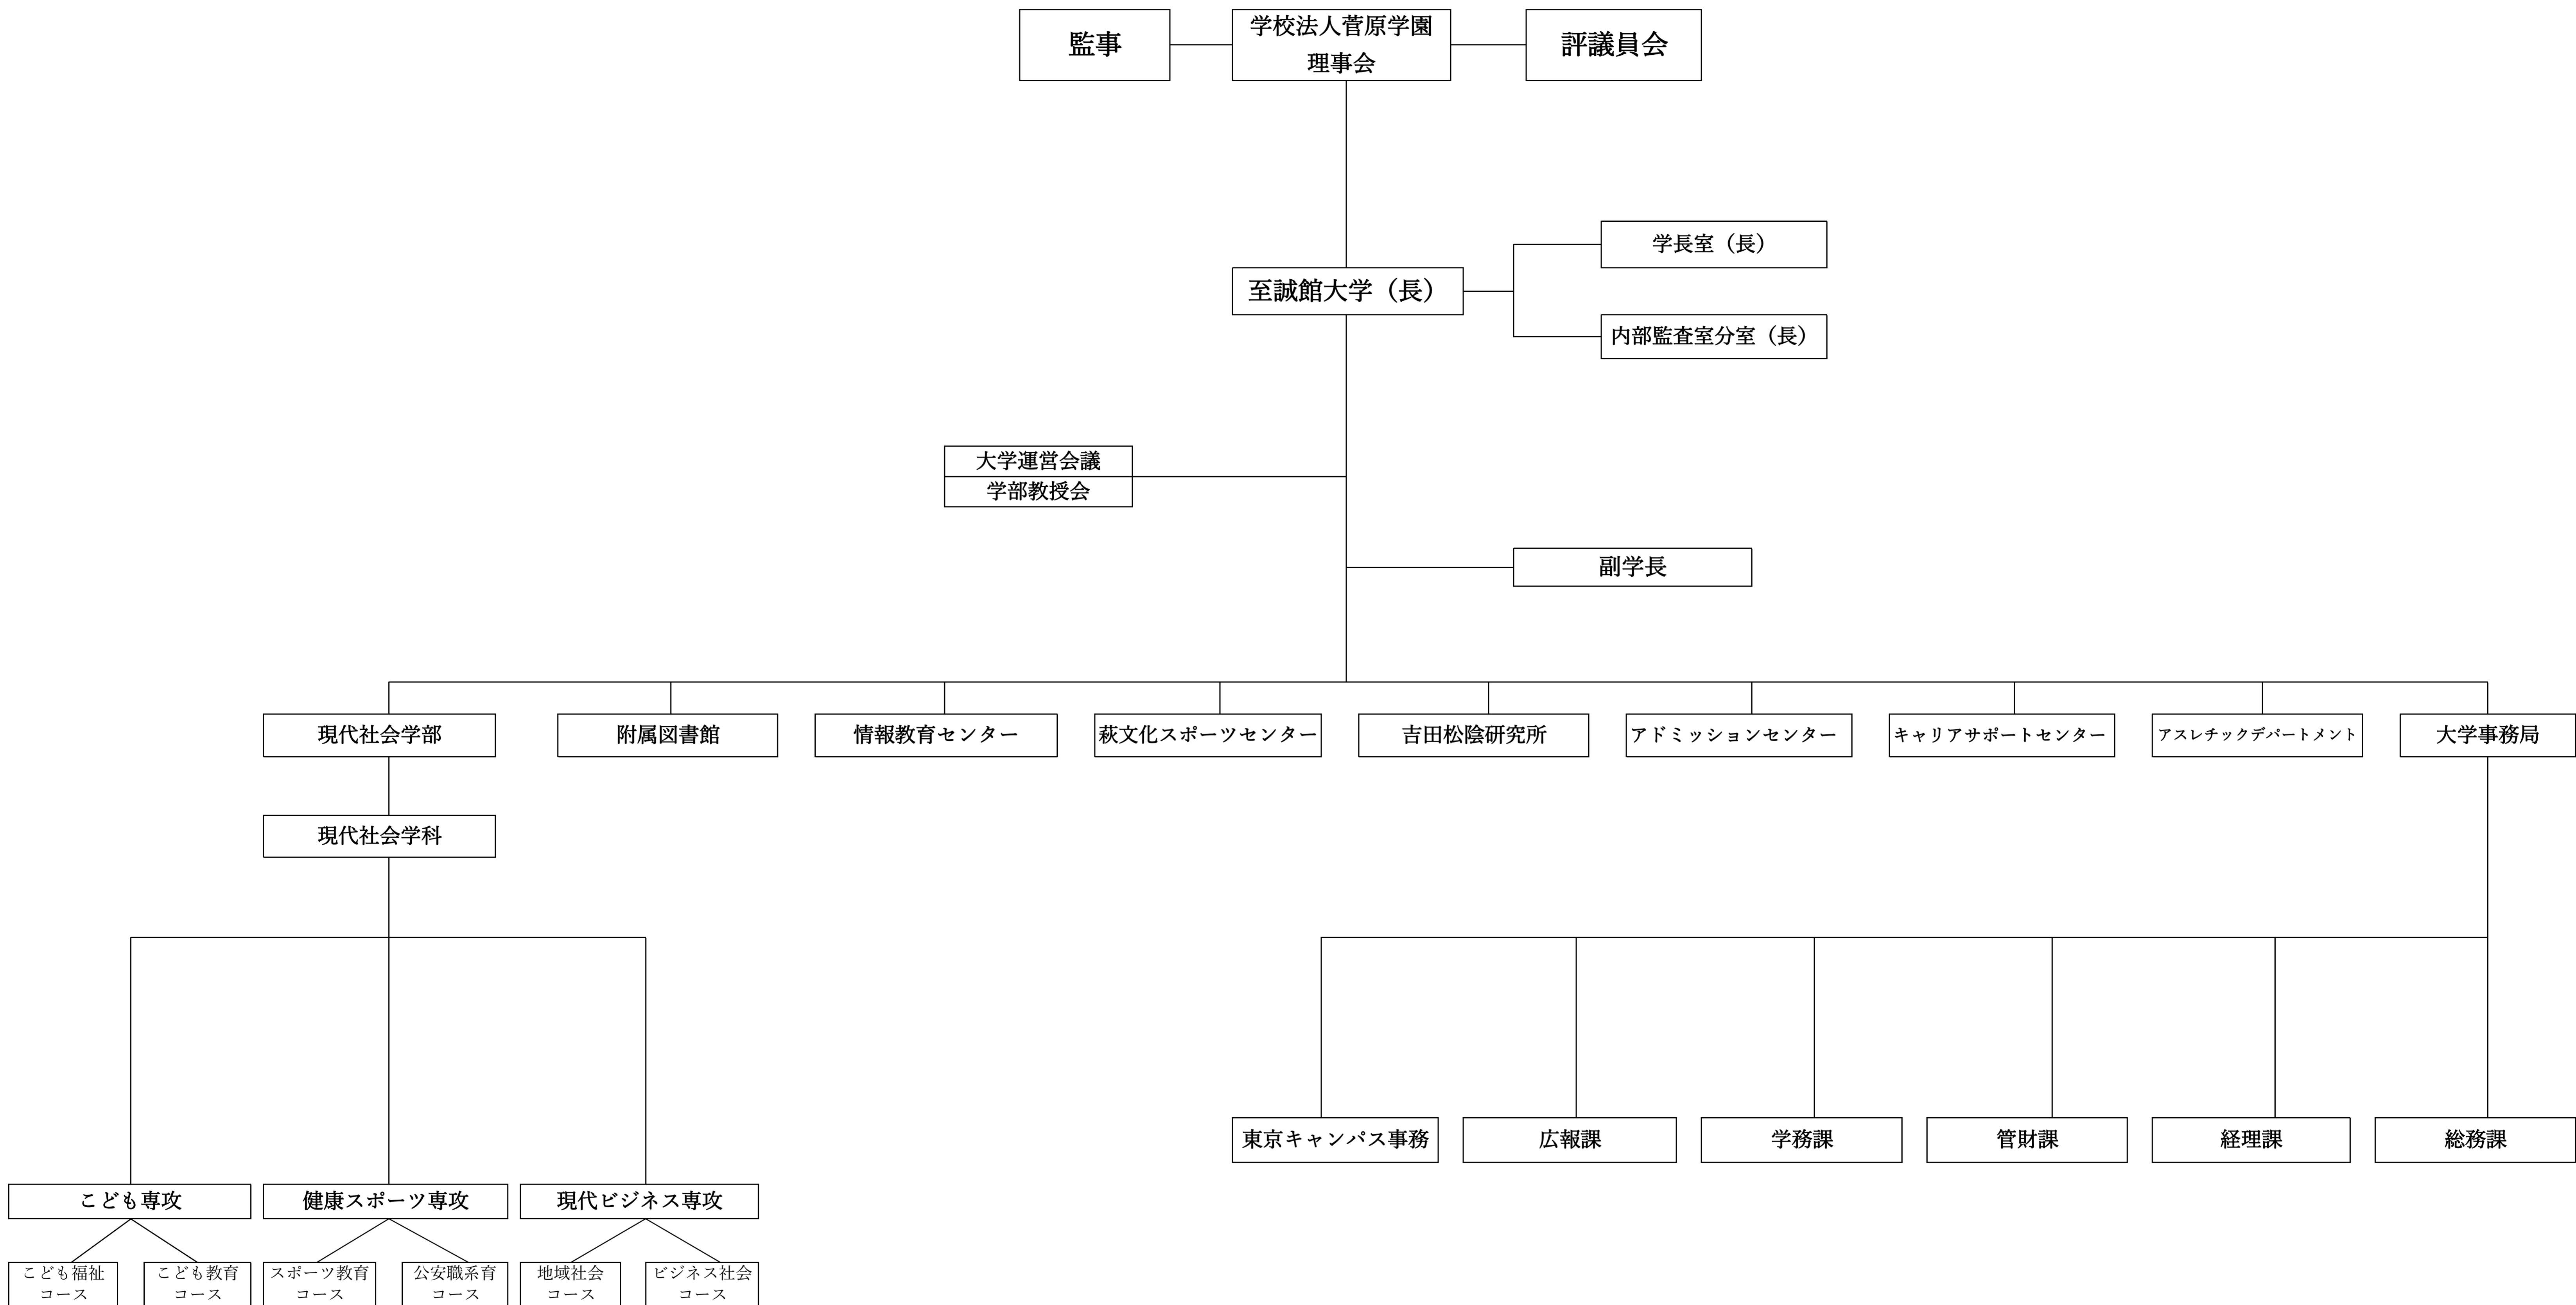 監事
学校法人菅原学園
理事会
評議員会
学長室（長）
至誠館大学（長）
内部監査室分室（長）
大学運営会議
学部教授会
副学長
現代社会学部
附属図書館
情報教育センター
萩文化スポーツセンター
吉田松陰研究所
アドミッションセンター
キャリアサポートセンター
アスレチックデパートメント
大学事務局
現代社会学科
東京キャンパス事務
広報課
学務課
管財課
経理課
総務課
こども専攻
健康スポーツ専攻
現代ビジネス専攻
こども福祉
コース
こども教育
コース
スポーツ教育
コース
公安職系育
コース
地域社会
コース
ビジネス社会
コース